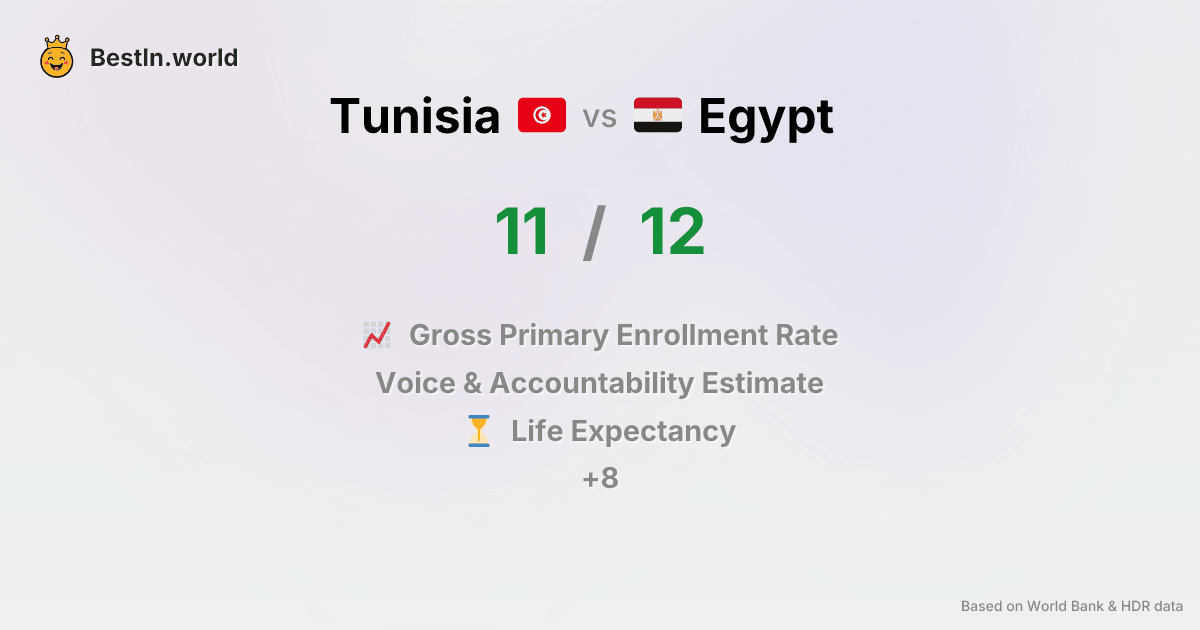 BestIn.world
Tunisia vs Egypt
11 / 12
Gross Primary Enrollment Rate
Voice & Accountability Estimate
Life Expectancy
+8
Based on World Bank & HDR data